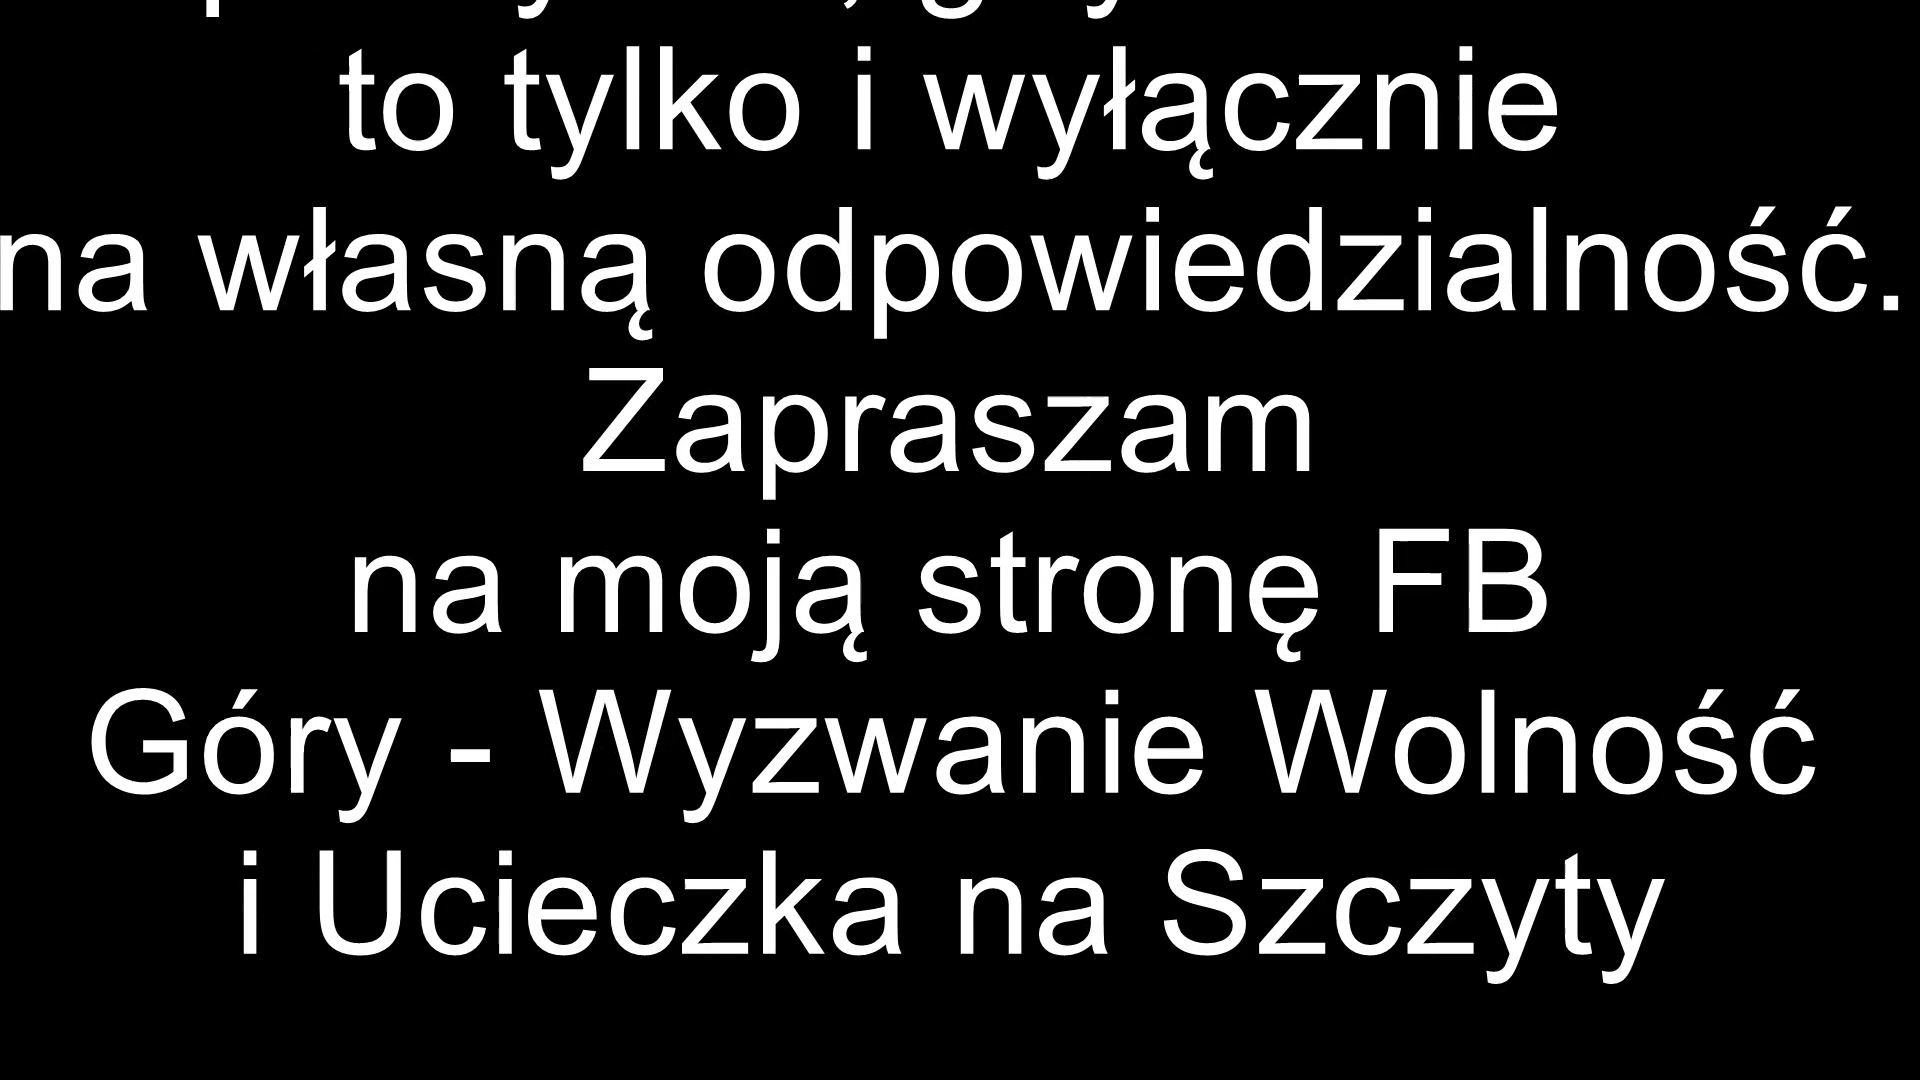 to tylko i wyłącznie
na własną odpowiedzialność.
Zapraszam
na moją stronę FB
Góry - Wyzwanie Wolność
i Ucieczka na Szczyty